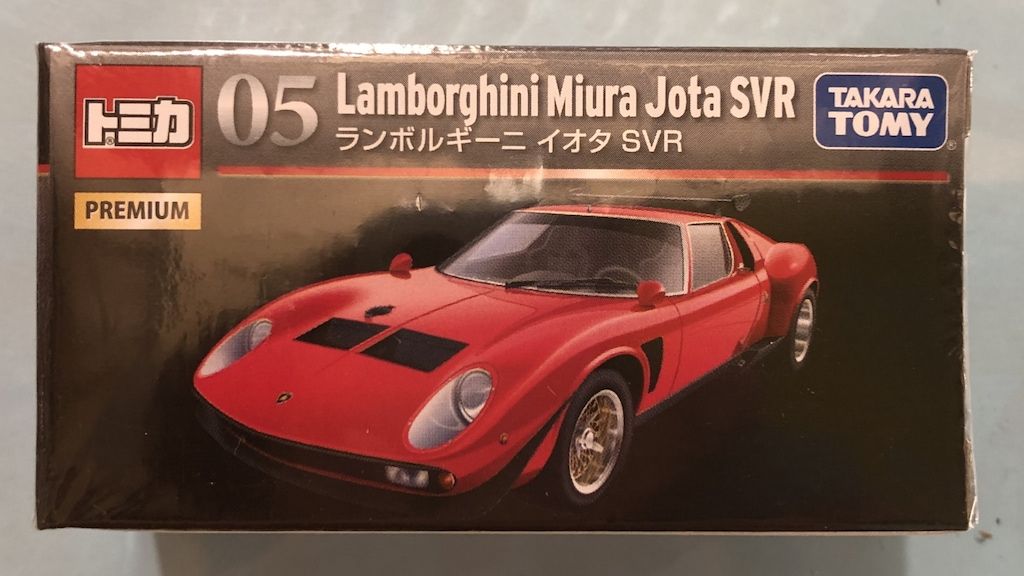 トミカ
PREMIUM
05
Lamborghini Miura Jota SVR
ランボルギーニ イオタ SVR
TAKARA
TOMY